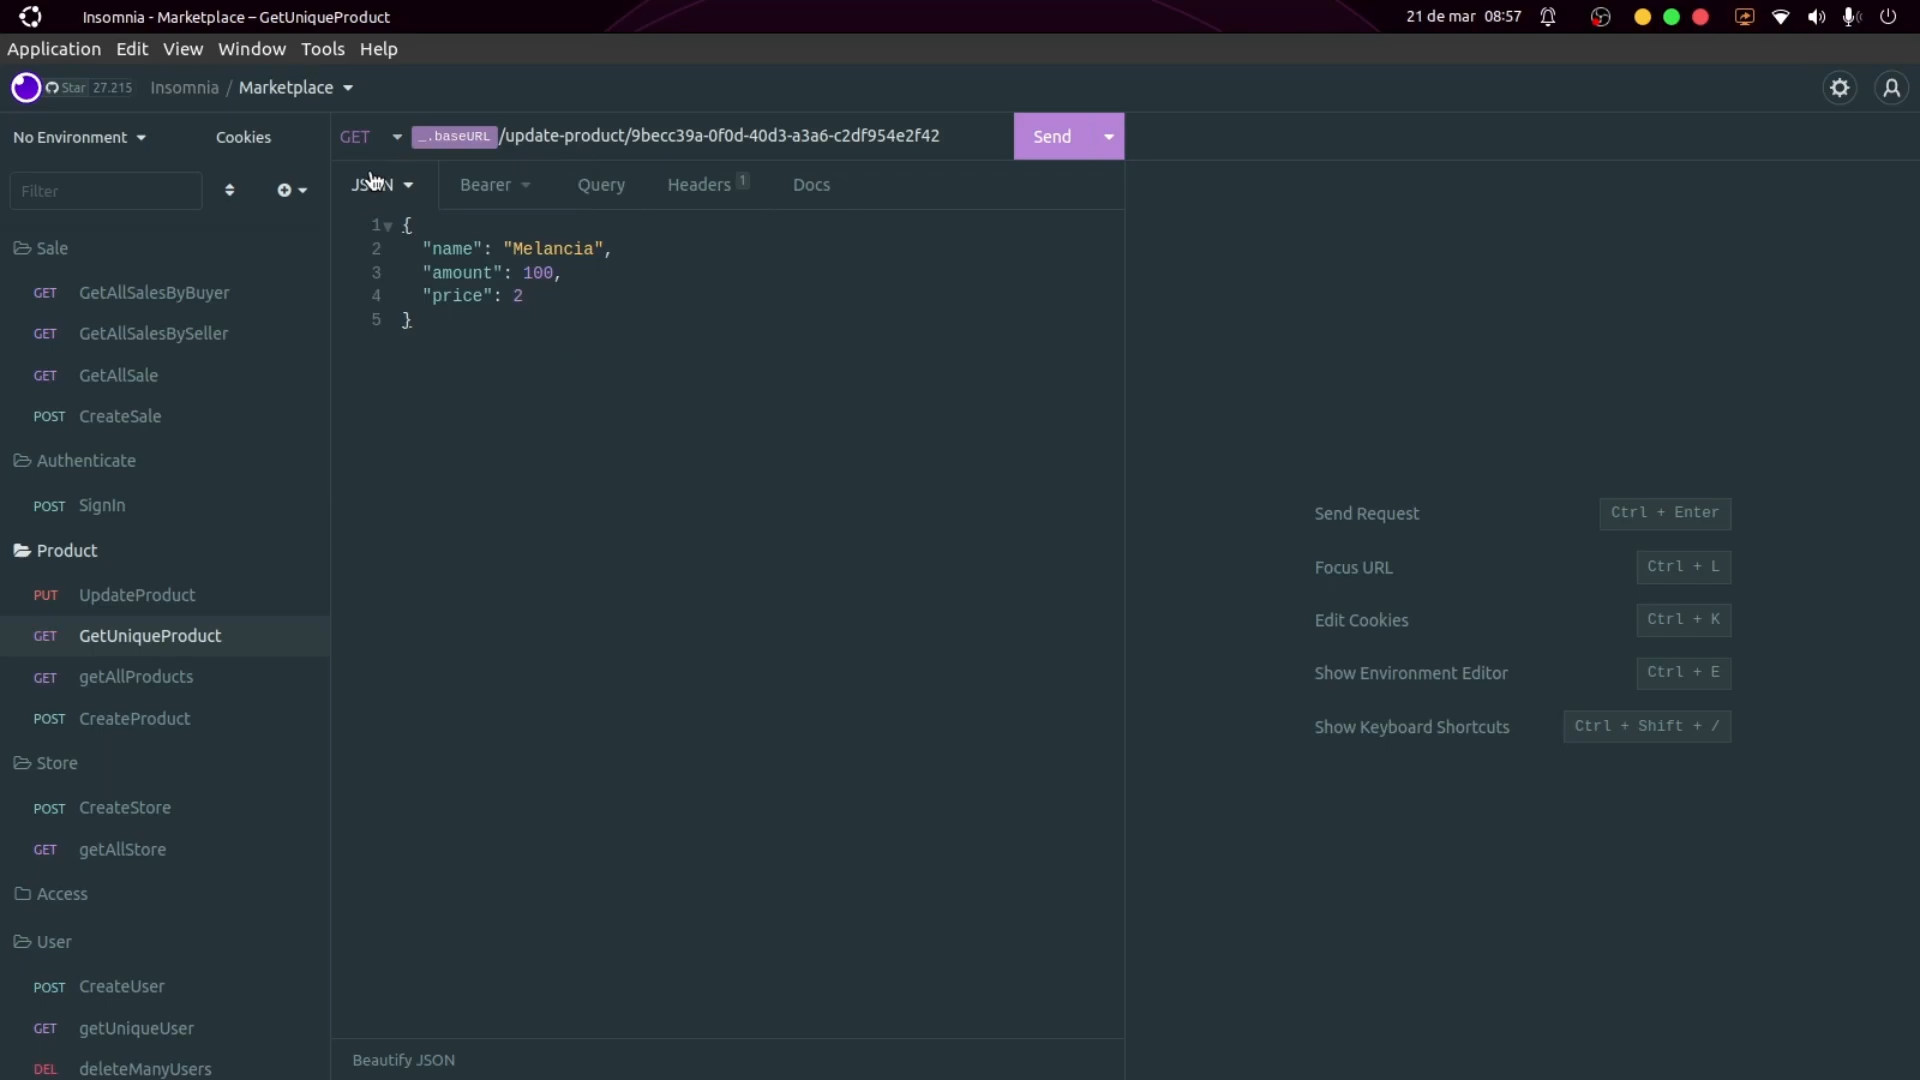 Insomnia - Marketplace – GetUniqueProduct
21 de mar 08:57
Application Edit View Window Tools Help
Star 27.215 Insomnia / Marketplace
No Environment Cookies
GET _.baseURL /update-product/9becc39a-0f0d-40d3-a3a6-c2df954e2f42 Send
Filter
JSON Bearer Query Headers 1 Docs
1 {
2 "name": "Melancia",
3 "amount": 100,
4 "price": 2
5 }
Sale
GET GetAllSalesByBuyer
GET GetAllSalesBySeller
GET GetAllSale
POST CreateSale
Authenticate
POST SignIn
Product
PUT UpdateProduct
GET GetUniqueProduct
GET getAllProducts
POST CreateProduct
Store
POST CreateStore
GET getAllStore
Access
User
POST CreateUser
GET getUniqueUser
DEL deleteManyUsers
Send Request Ctrl + Enter
Focus URL Ctrl + L
Edit Cookies Ctrl + K
Show Environment Editor Ctrl + E
Show Keyboard Shortcuts Ctrl + Shift + /
Beautify JSON